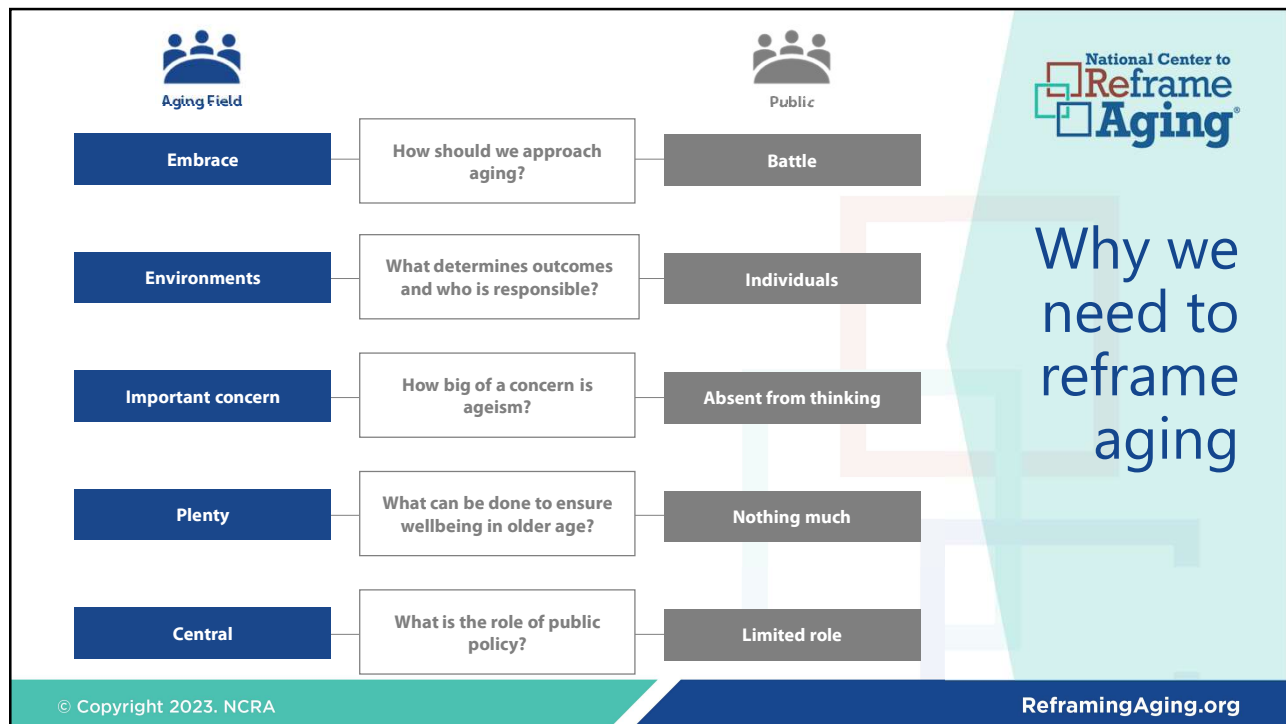 Aging Field
Public
National Center to
Reframe
Aging®
Embrace
How should we approach
aging?
Battle
Environments
What determines outcomes
and who is responsible?
Individuals
Important concern
How big of a concern is
ageism?
Absent from thinking
Plenty
What can be done to ensure
wellbeing in older age?
Nothing much
Central
What is the role of public
policy?
Limited role
Why we
need to
reframe
aging
© Copyright 2023. NCRA
ReframingAging.org